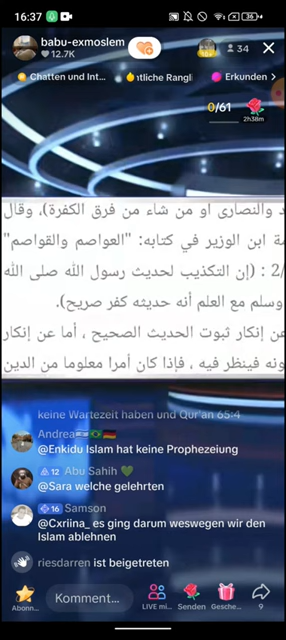 16:37
36
babu-exmoslem
12.7K
34
Chatten und Int...
tliche Rangli
Erkunden
0/61
2h38m
والنصارى او من شاء من فرق الكفرة)، وقال
ابن الوزير في كتابه: "العواصم والقواصم"
2/ : (إن التكذيب لحديث رسول الله صلى الله
وسلم مع العلم أنه حديثه كفر صريح).
عن إنكار ثبوت الحديث الصحيح ، أما عن إنكار
فينظر فيه ، فإذا كان أمرا معلوما من الدين
keine Wartezeit haben und Qur'an 65:4
Andrea🇮🇱🇧🇷🇩🇪
@Enkidu Islam hat keine Prophezeiung
12 Abu Sahih 💚
@Sara welche gelehrten
16 Samson
@Cxriina_ es ging darum weswegen wir den
Islam ablehnen
riesdarren ist beigetreten
Kommentar...
Abonn...
LIVE mi...
Senden
Gesche...
9